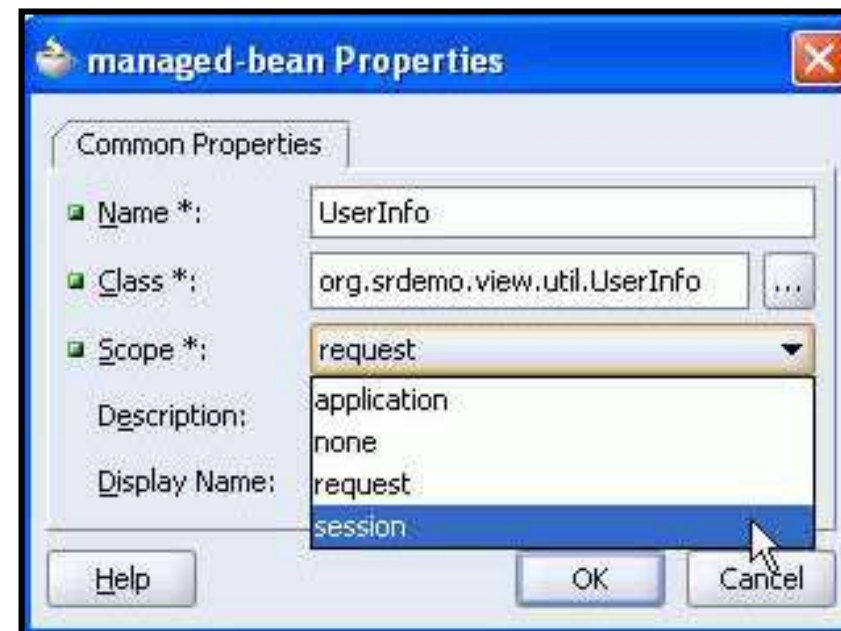 managed-bean Properties
Common Properties
Name *: UserInfo
Class *: org.srdemo.view.util.UserInfo ...
Scope *: request
application
Description:
none
Display Name: request
session
Help OK Cancel